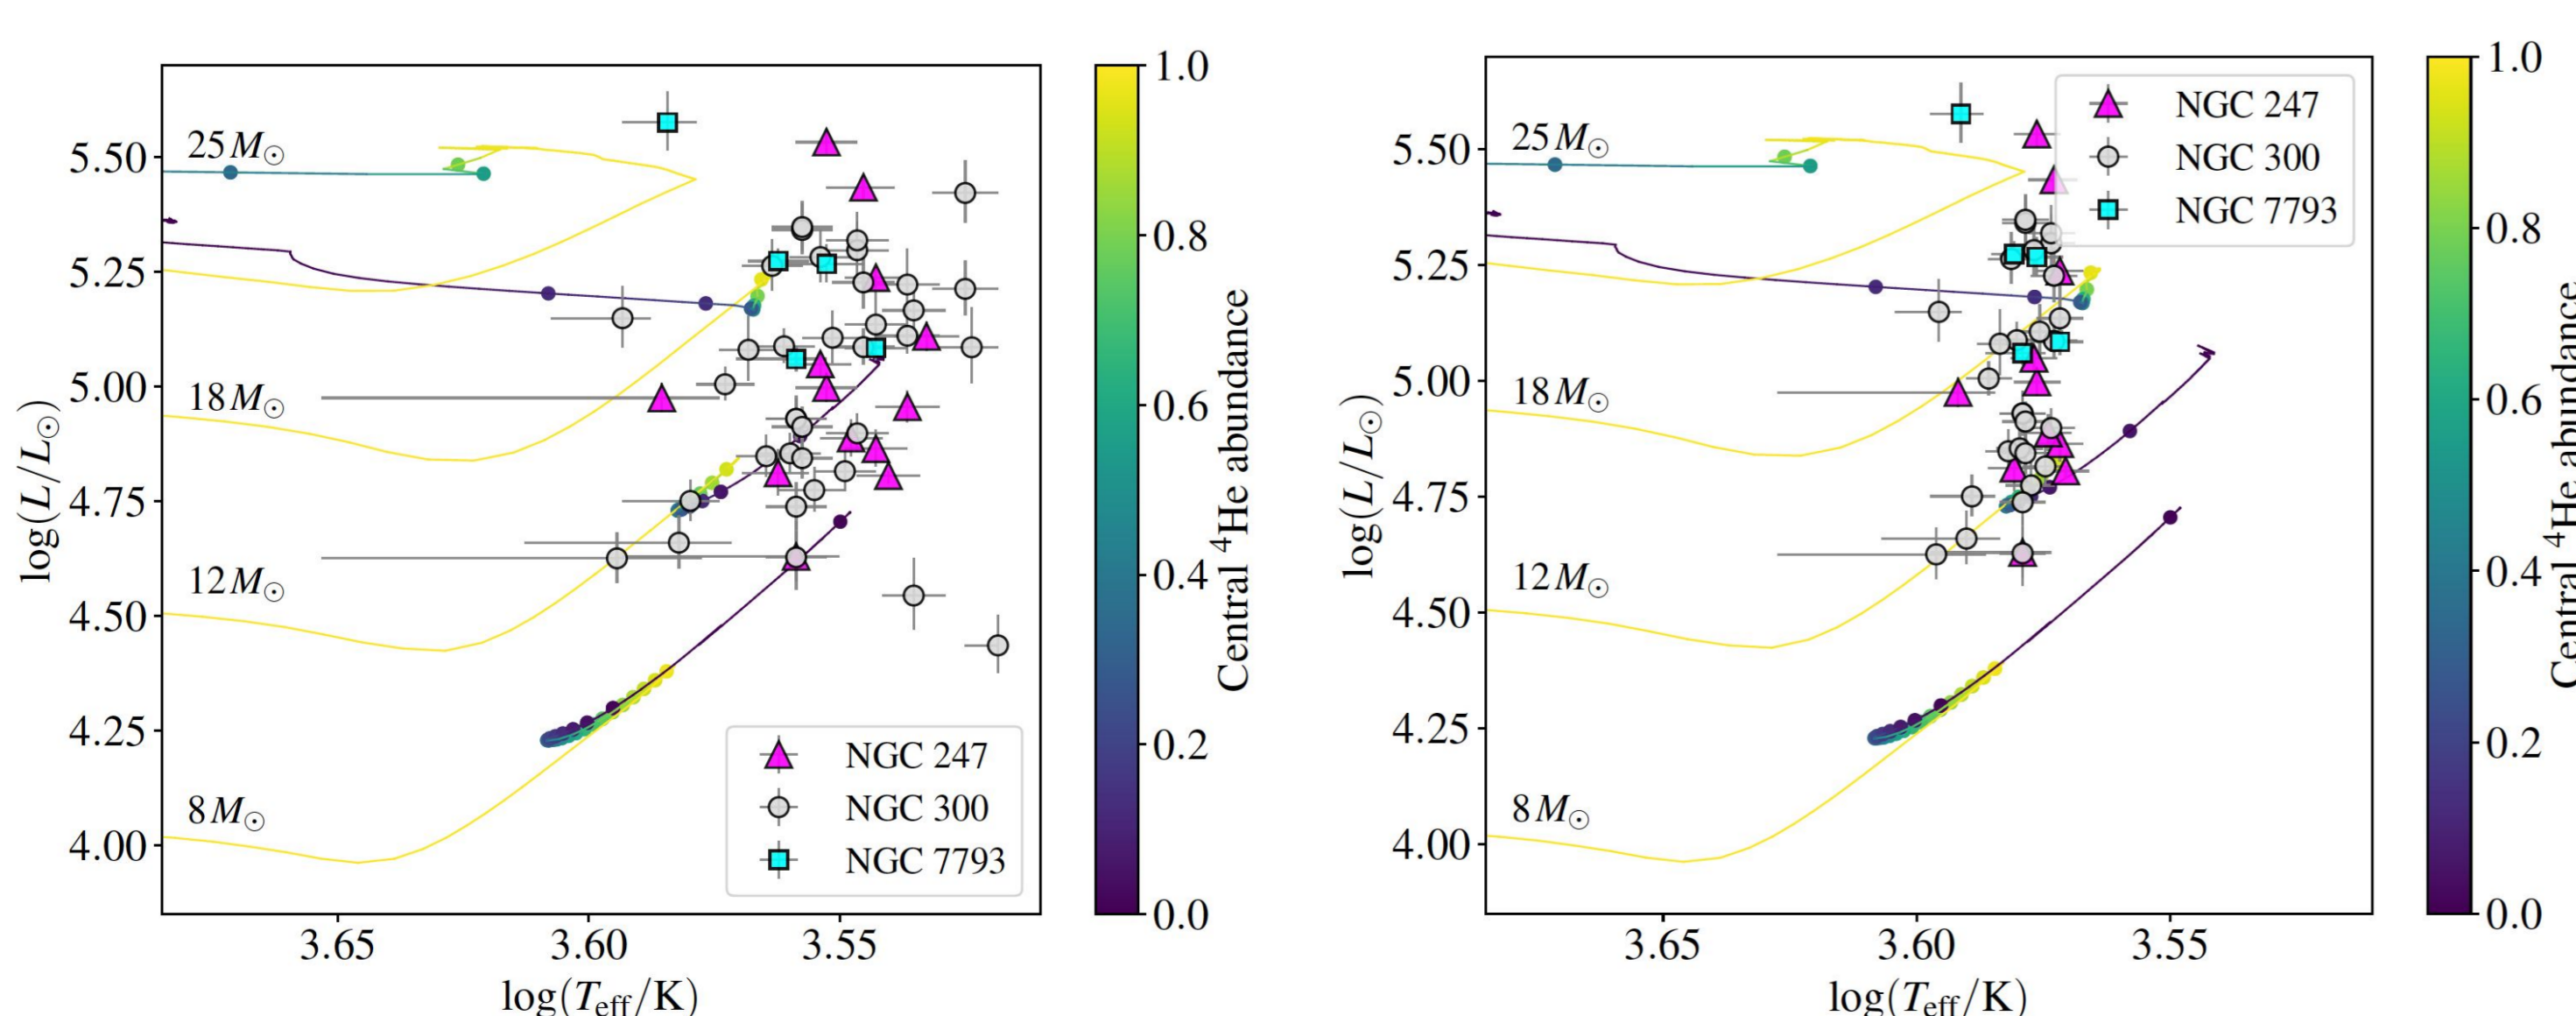 25 M⊙
18 M⊙
12 M⊙
8 M⊙
5.50
5.25
5.00
4.75
4.50
4.25
4.00
log(L/L⊙)
3.65
3.60
3.55
log(Teff/K)
NGC 247
NGC 300
NGC 7793
1.0
0.8
0.6
0.4
0.2
0.0
Central ⁴He abundance
25 M⊙
18 M⊙
12 M⊙
8 M⊙
5.50
5.25
5.00
4.75
4.50
4.25
4.00
log(L/L⊙)
3.65
3.60
3.55
log(Teff/K)
NGC 247
NGC 300
NGC 7793
1.0
0.8
0.6
0.4
0.2
0.0
Central ⁴He abundance